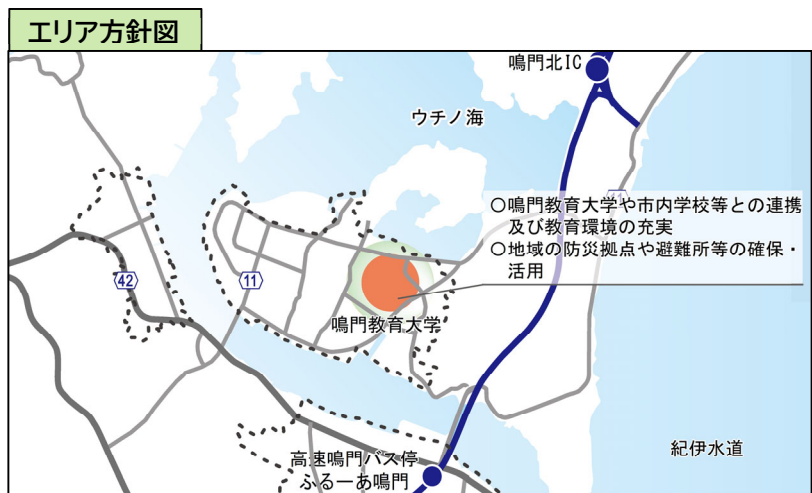 エリア方針図
鳴門北IC
ウチノ海
11
○鳴門教育大学や市内学校等との連携
及び教育環境の充実
○地域の防災拠点や避難所等の確保・
活用
42
11
鳴門教育大学
紀伊水道
高速鳴門バス停
ふるーあ鳴門